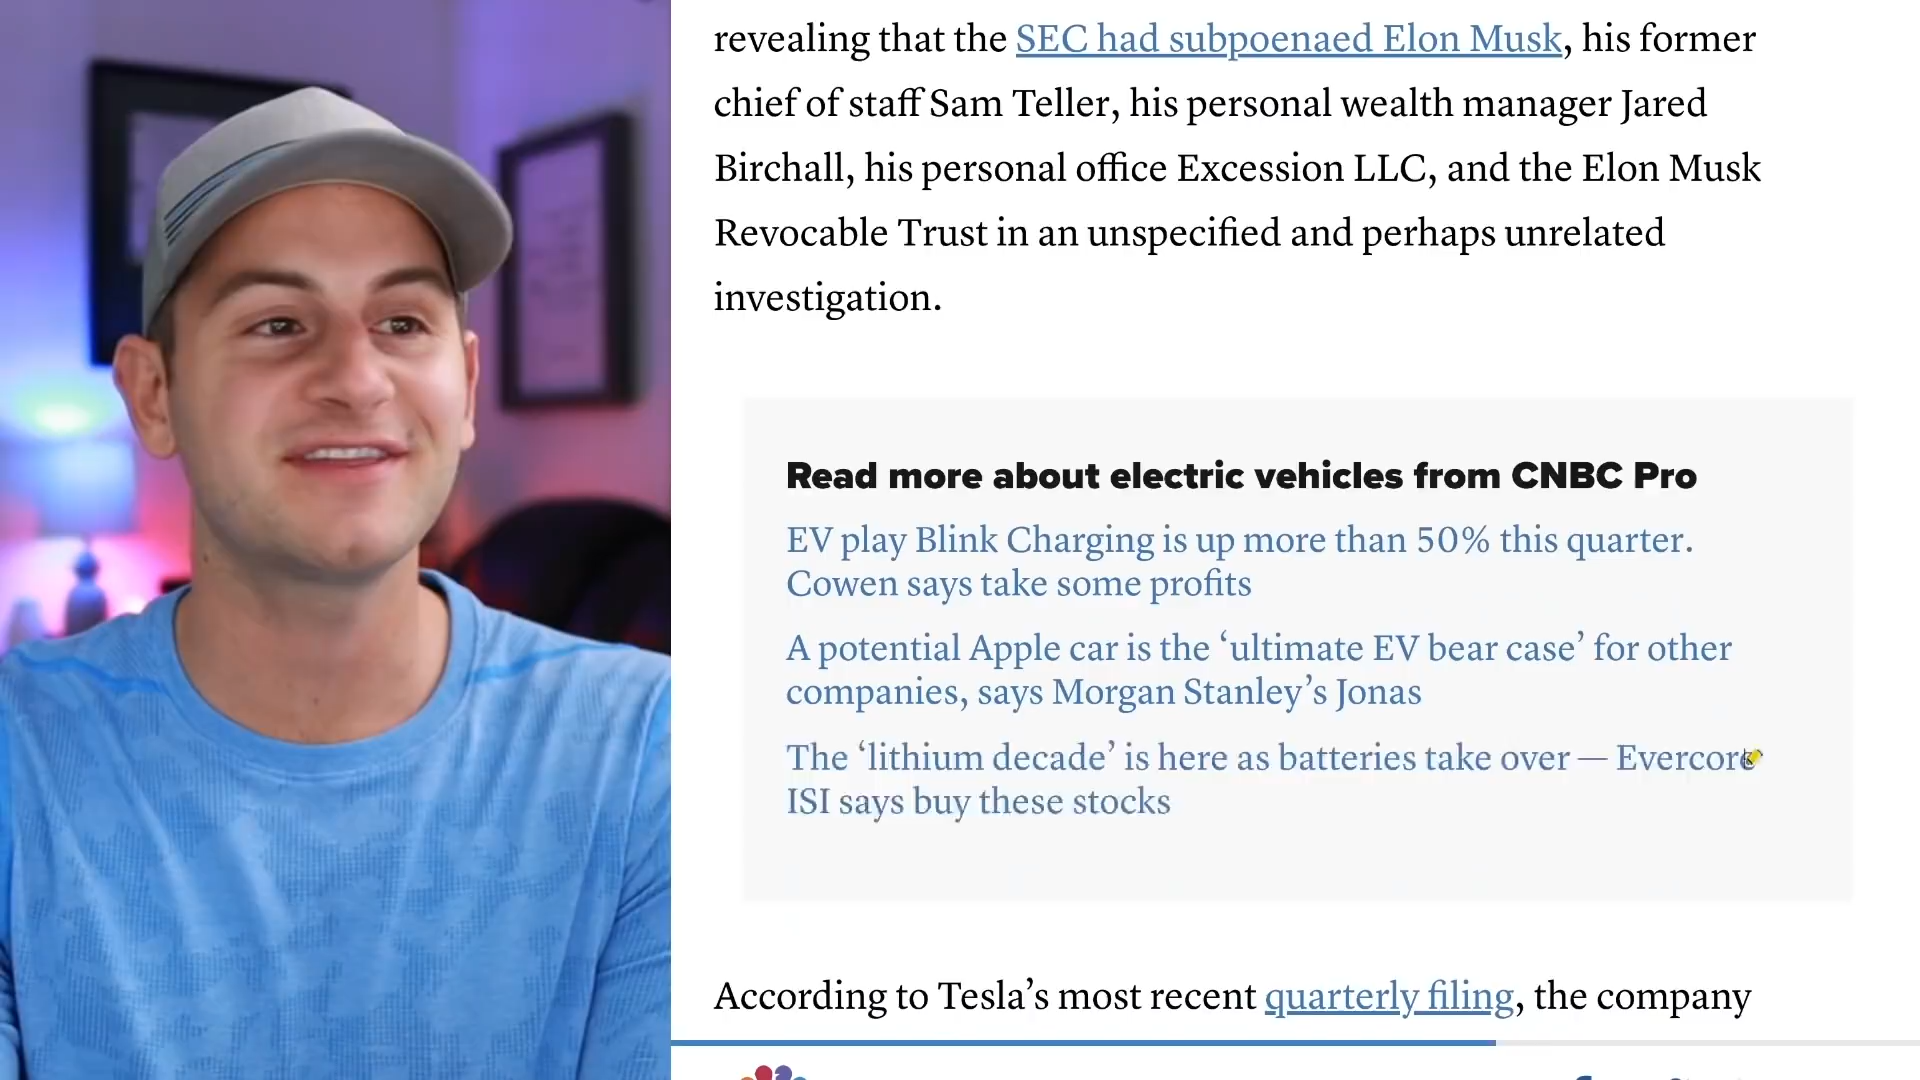 revealing that the SEC had subpoenaed Elon Musk, his former
chief of staff Sam Teller, his personal wealth manager Jared
Birchall, his personal office Excession LLC, and the Elon Musk
Revocable Trust in an unspecified and perhaps unrelated
investigation.
Read more about electric vehicles from CNBC Pro
EV play Blink Charging is up more than 50% this quarter.
Cowen says take some profits
A potential Apple car is the ‘ultimate EV bear case’ for other
companies, says Morgan Stanley’s Jonas
The ‘lithium decade’ is here as batteries take over — Evercore
ISI says buy these stocks
According to Tesla’s most recent quarterly filing, the company